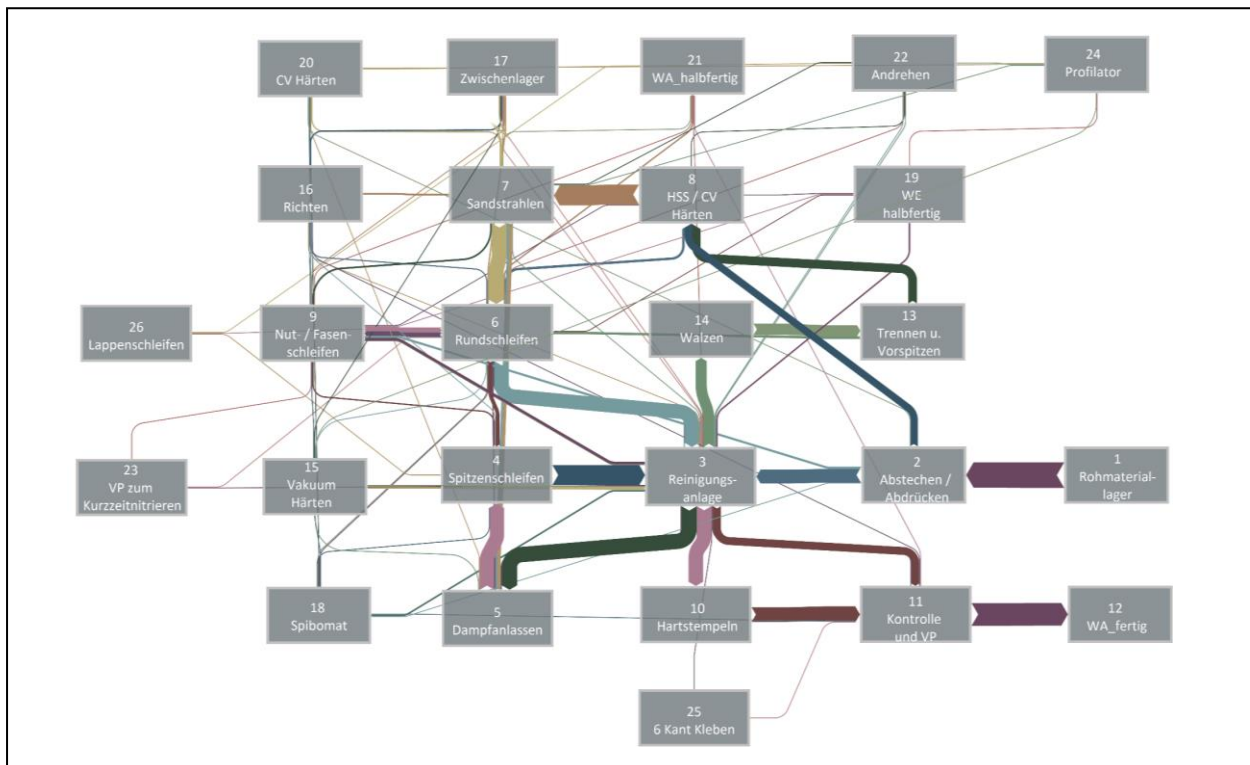 20
CV Härten
17
Zwischenlager
21
WA_halbfertig
22
Andrehen
24
Profilator
16
Richten
7
Sandstrahlen
8
HSS / CV
Härten
19
WE
halbfertig
26
Lappenschleifen
9
Nut- / Fasen-
schleifen
6
Rundschleifen
14
Walzen
13
Trennen u.
Vorspitzen
23
VP zum
Kurzzeitnitrieren
15
Vakuum
Härten
4
Spitzenschleifen
3
Reinigungs-
anlage
2
Abstechen /
Abdrücken
1
Rohmaterial-
lager
18
Spibomat
5
Dampfanlassen
10
Hartstempeln
11
Kontrolle
und VP
12
WA_fertig
25
6 Kant Kleben